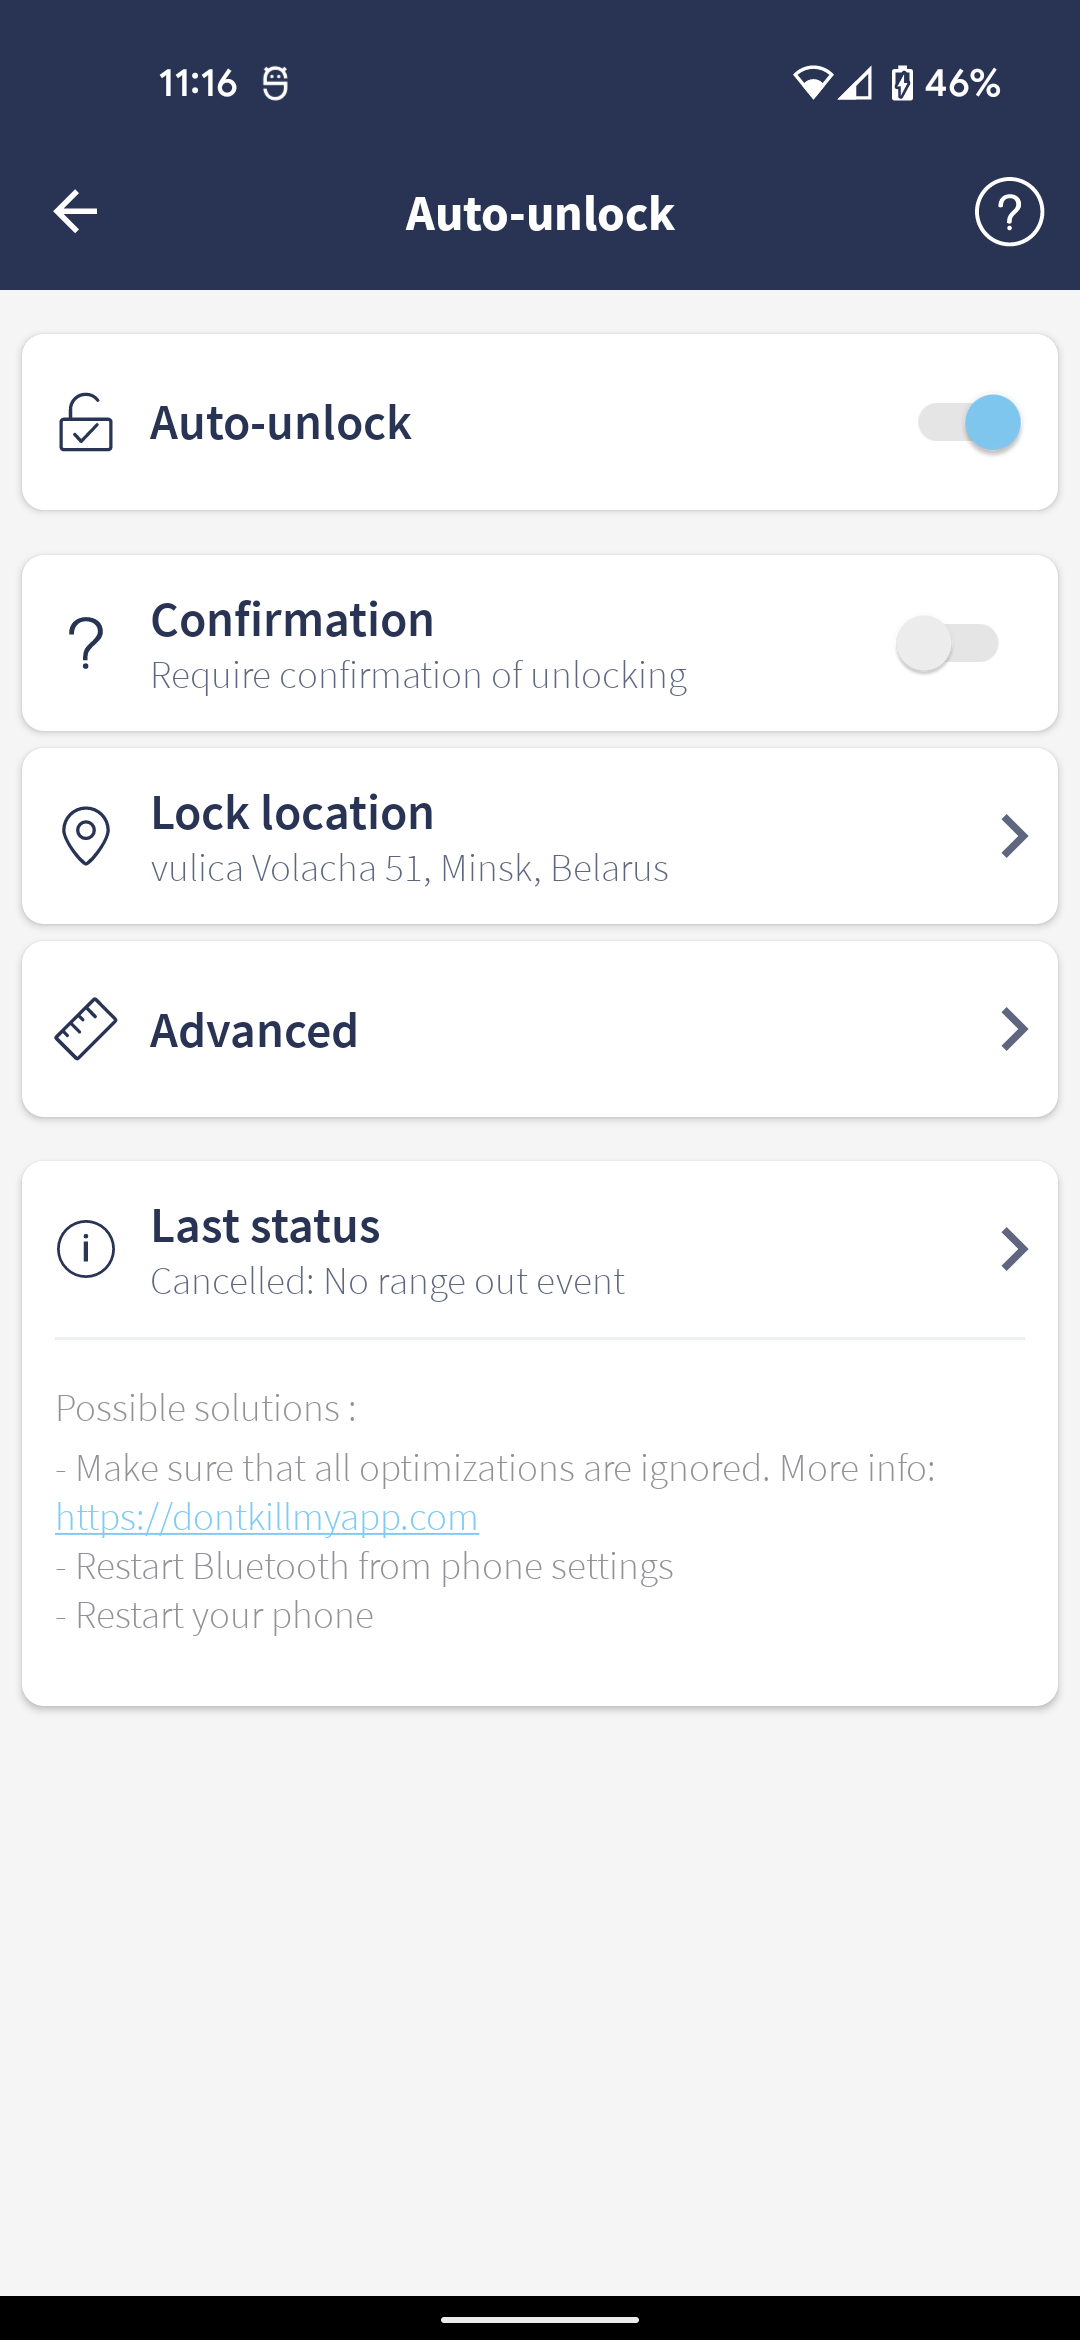 11:16
46%
Auto-unlock
?
Auto-unlock
?
Confirmation
Require confirmation of unlocking
Lock location
vulica Volacha 51, Minsk, Belarus
Advanced
i
Last status
Cancelled: No range out event
Possible solutions :
- Make sure that all optimizations are ignored. More info:
https://dontkillmyapp.com
- Restart Bluetooth from phone settings
- Restart your phone